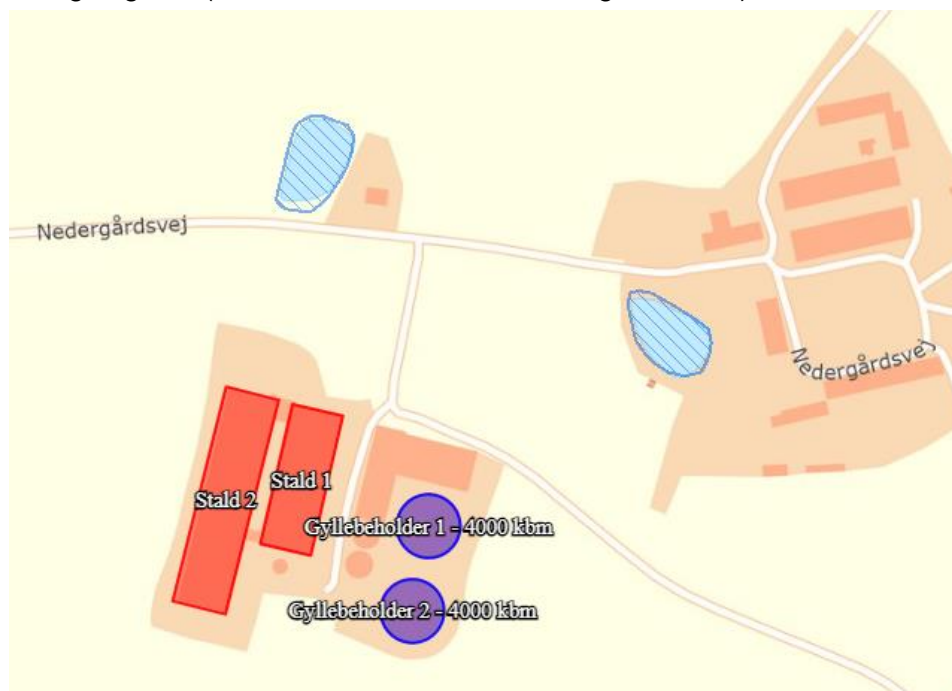 Nedergårdsvej
Nedergårdsvej
Stald 1
Stald 2
Gyllebeholder 1 - 4000 kbm
Gyllebeholder 2 - 4000 kbm